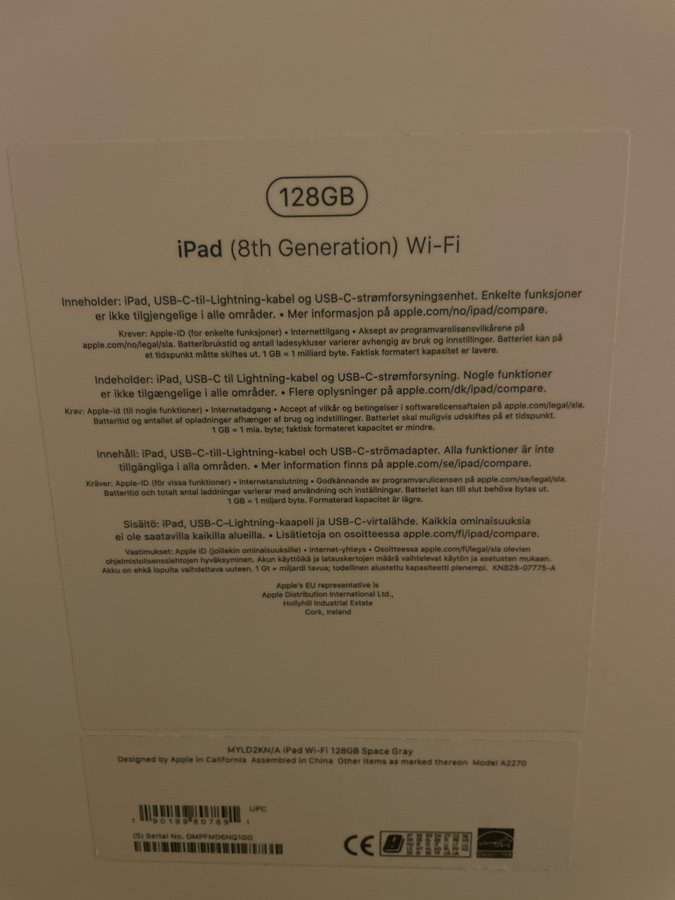 128GB
iPad (8th Generation) Wi-Fi
Inneholder: iPad, USB-C-til-Lightning-kabel og USB-C-strømforsyningsenhet. Enkelte funksjoner
er ikke tilgjengelige i alle områder. • Mer informasjon på apple.com/no/ipad/compare.
Krever: Apple-ID (for enkelte funksjoner) • Internettilgang • Aksept av programvarelisensvilkårene på
apple.com/no/legal/sla. Batteribrukstid og antall ladesykluser varierer avhengig av bruk og innstillinger. Batteriet kan på
et tidspunkt måtte skiftes ut. 1 GB = 1 milliard byte. Faktisk formatert kapasitet er lavere.
Indeholder: iPad, USB-C til Lightning-kabel og USB-C-strømforsyning. Nogle funktioner
er ikke tilgængelige i alle områder. • Flere oplysninger på apple.com/dk/ipad/compare.
Krav: Apple-id (til nogle funktioner) • Internetadgang • Accept af vilkår og betingelser i softwarelicensaftalen på apple.com/legal/sla.
Batteritid og antallet af opladninger afhænger af brug og indstillinger. Batteriet skal muligvis udskiftes på et tidspunkt.
1 GB = 1 mia. byte; faktisk formateret kapacitet er mindre.
Innehåll: iPad, USB-C-till-Lightning-kabel och USB-C-strömadapter. Alla funktioner är inte
tillgängliga i alla områden. • Mer information finns på apple.com/se/ipad/compare.
Kräver: Apple-ID (för vissa funktioner) • Internetanslutning • Godkännande av programvarulicensen på apple.com/se/legal/sla.
Batteritid och totalt antal laddningar varierar med användning och inställningar. Batteriet kan till slut behöva bytas ut.
1 GB = 1 miljard byte. Formaterad kapacitet är lägre.
Sisältö: iPad, USB-C–Lightning-kaapeli ja USB-C-virtalähde. Kaikkia ominaisuuksia
ei ole saatavilla kaikilla alueilla. • Lisätietoja on osoitteessa apple.com/fi/ipad/compare.
Vaatimukset: Apple ID (joillekin ominaisuuksille) • Internet-yhteys • Osoitteessa apple.com/fi/legal/sla olevien
ohjelmistolisenssiehtojen hyväksyminen. Akun käyttöikä ja latauskertojen määrä vaihtelevat käytön ja asetusten mukaan.
Akku on ehkä lopulta vaihdettava uuteen. 1 Gt = miljardi tavua; todellinen alustettu kapasiteetti pienempi. KN826-07775-A
Apple's EU representative is
Apple Distribution International Ltd.,
Hollyhill Industrial Estate
Cork, Ireland
MYLD2KN/A iPad Wi-Fi 128GB Space Gray
Designed by Apple in California Assembled in China Other items as marked thereon Model A2270
UPC
1 90199 80789 1
(S) Serial No. DMPFM06NQ1GG
CE